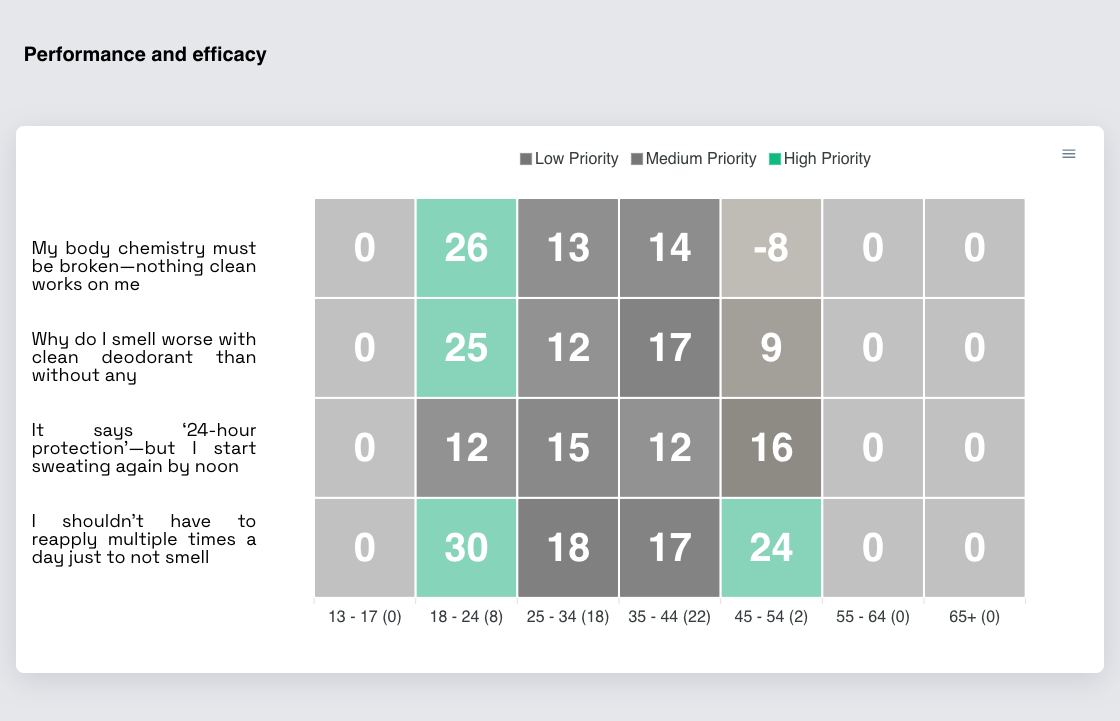 Performance and efficacy
Low Priority Medium Priority High Priority
My body chemistry must
be broken—nothing clean
works on me
0 26 13 14 -8 0 0
Why do I smell worse with
clean deodorant than
without any
0 25 12 17 9 0 0
It says ‘24-hour
protection’—but I start
sweating again by noon
0 12 15 12 16 0 0
I shouldn’t have to
reapply multiple times a
day just to not smell
0 30 18 17 24 0 0
13 - 17 (0) 18 - 24 (8) 25 - 34 (18) 35 - 44 (22) 45 - 54 (2) 55 - 64 (0) 65+ (0)